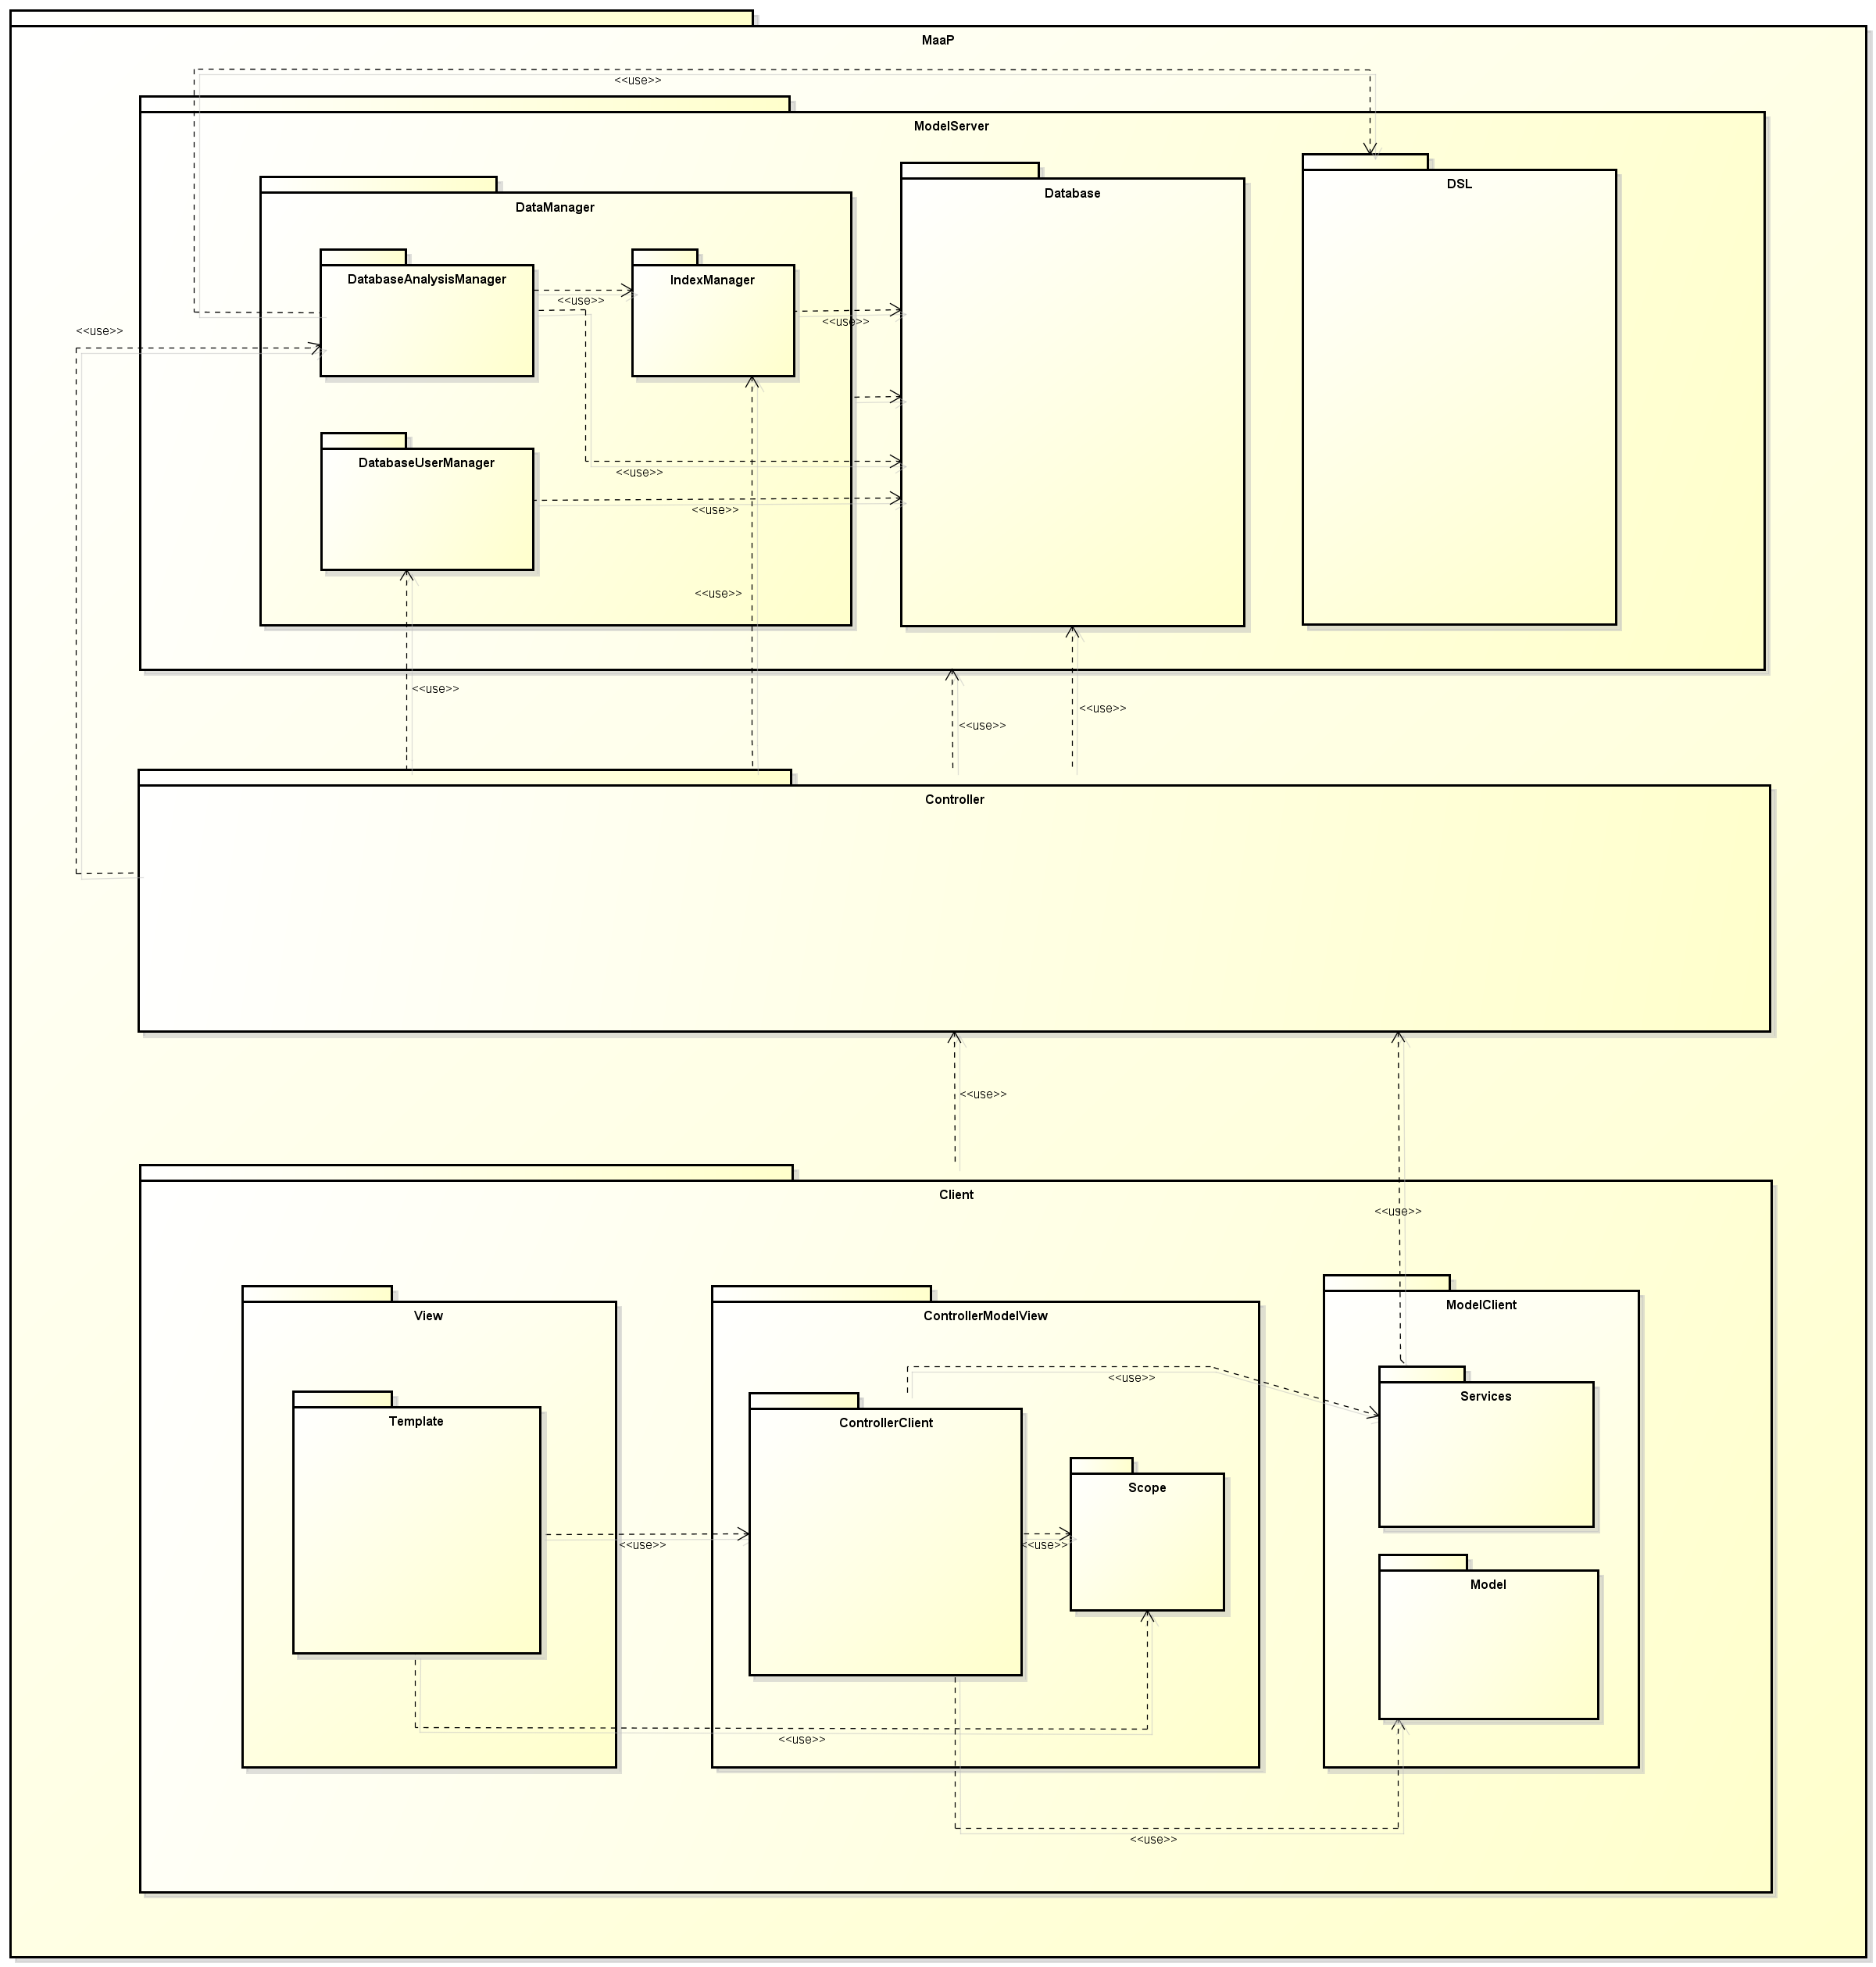 MaaP
<<use>>
ModelServer
DSL
Database
DataManager
DatabaseAnalysisManager
IndexManager
<<use>>
<<use>>
<<use>>
DatabaseUserManager
<<use>>
<<use>>
<<use>>
<<use>>
<<use>>
<<use>>
Controller
<<use>>
Client
<<use>>
ModelClient
View
ControllerModelView
<<use>>
Services
Template
ControllerClient
Scope
<<use>>
<<use>>
Model
<<use>>
<<use>>